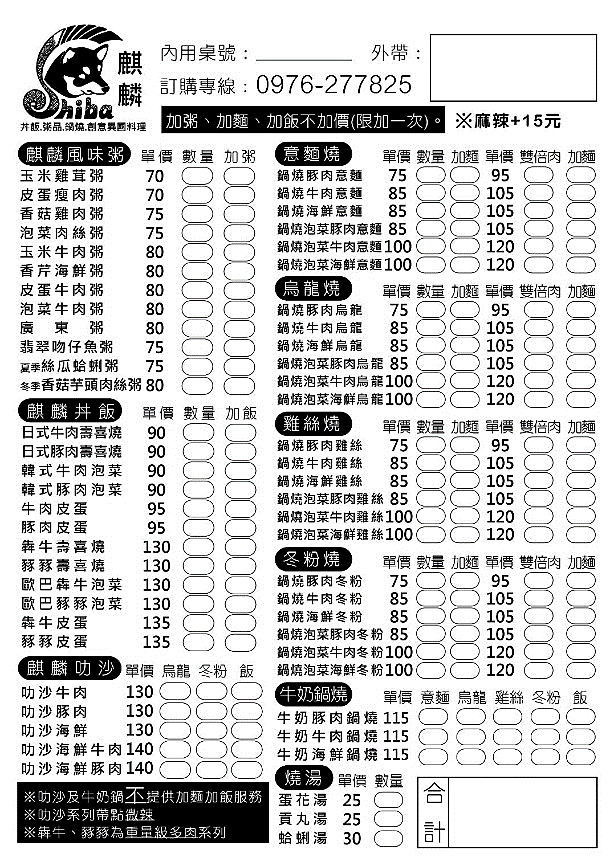 Shiba
麒麟
丼飯.粥品.鍋燒.創意異國料理
內用桌號：
外帶：
訂購專線：0976-277825
加粥、加麵、加飯不加價(限加一次)。
※麻辣+15元
麒麟風味粥 單價 數量 加粥
玉米雞茸粥 70
皮蛋瘦肉粥 70
香菇雞肉粥 75
泡菜肉絲粥 75
玉米牛肉粥 80
香芹海鮮粥 80
皮蛋牛肉粥 80
泡菜牛肉粥 80
廣東粥 80
翡翠吻仔魚粥 75
夏季絲瓜蛤蜊粥 75
冬季香菇芋頭肉絲粥 80
麒麟丼飯 單價 數量 加飯
日式牛肉壽喜燒 90
日式豚肉壽喜燒 90
韓式牛肉泡菜 90
韓式豚肉泡菜 90
牛肉皮蛋 95
豚肉皮蛋 95
犇牛壽喜燒 130
豩豩壽喜燒 130
歐巴犇牛泡菜 130
歐巴豩豩泡菜 130
犇牛皮蛋 135
豩豩皮蛋 135
麒麟叻沙 單價 烏龍 冬粉 飯
叻沙牛肉 130
叻沙豚肉 130
叻沙海鮮 130
叻沙海鮮牛肉 140
叻沙海鮮豚肉 140
※叻沙及牛奶鍋不提供加麵加飯服務
※叻沙系列帶點微辣
※犇牛、豩豩為重量級多肉系列
意麵燒 單價 數量 加麵 單價 雙倍肉 加麵
鍋燒豚肉意麵 75 95
鍋燒牛肉意麵 85 105
鍋燒海鮮意麵 85 105
鍋燒泡菜豚肉意麵 85 105
鍋燒泡菜牛肉意麵 100 120
鍋燒泡菜海鮮意麵 100 120
烏龍燒 單價 數量 加麵 單價 雙倍肉 加麵
鍋燒豚肉烏龍 75 95
鍋燒牛肉烏龍 85 105
鍋燒海鮮烏龍 85 105
鍋燒泡菜豚肉烏龍 85 105
鍋燒泡菜牛肉烏龍 100 120
鍋燒泡菜海鮮烏龍 100 120
雞絲燒 單價 數量 加麵 單價 雙倍肉 加麵
鍋燒豚肉雞絲 75 95
鍋燒牛肉雞絲 85 105
鍋燒海鮮雞絲 85 105
鍋燒泡菜豚肉雞絲 85 105
鍋燒泡菜牛肉雞絲 100 120
鍋燒泡菜海鮮雞絲 100 120
冬粉燒 單價 數量 加麵 單價 雙倍肉 加麵
鍋燒豚肉冬粉 75 95
鍋燒牛肉冬粉 85 105
鍋燒海鮮冬粉 85 105
鍋燒泡菜豚肉冬粉 85 105
鍋燒泡菜牛肉冬粉 100 120
鍋燒泡菜海鮮冬粉 100 120
牛奶鍋燒 單價 意麵 烏龍 雞絲 冬粉 飯
牛奶豚肉鍋燒 115
牛奶牛肉鍋燒 115
牛奶海鮮鍋燒 115
燒湯 單價 數量
蛋花湯 25
貢丸湯 25
蛤蜊湯 30
合計